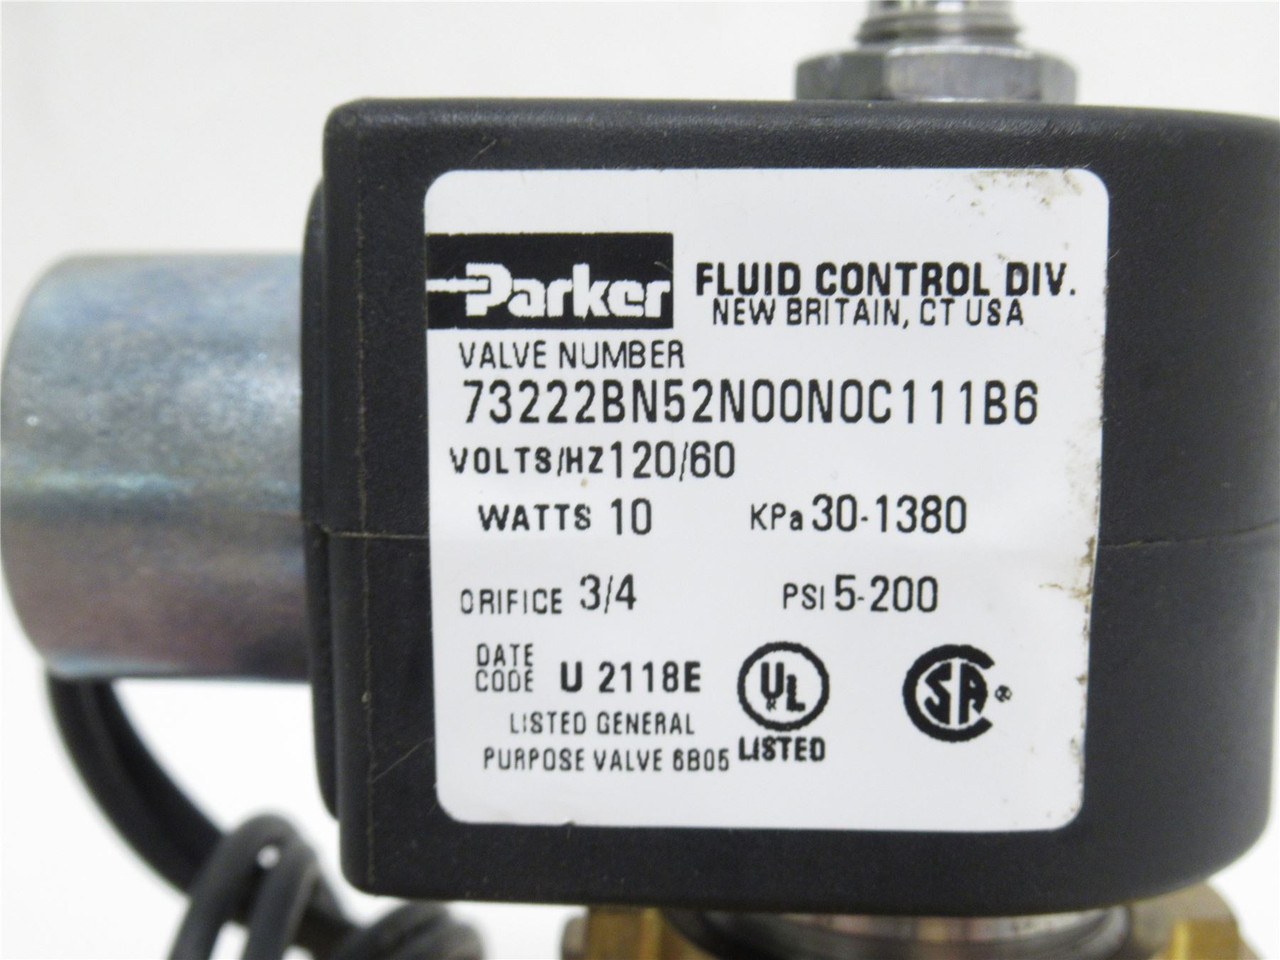 Parker
FLUID CONTROL DIV.
NEW BRITAIN, CT USA
VALVE NUMBER
73222BN52N00N0C111B6
VOLTS/HZ 120/60
WATTS 10 KPa 30-1380
ORIFICE 3/4 PSI 5-200
DATE
CODE U 2118E
UL
LISTED
SA ®
LISTED GENERAL
PURPOSE VALVE 6B05